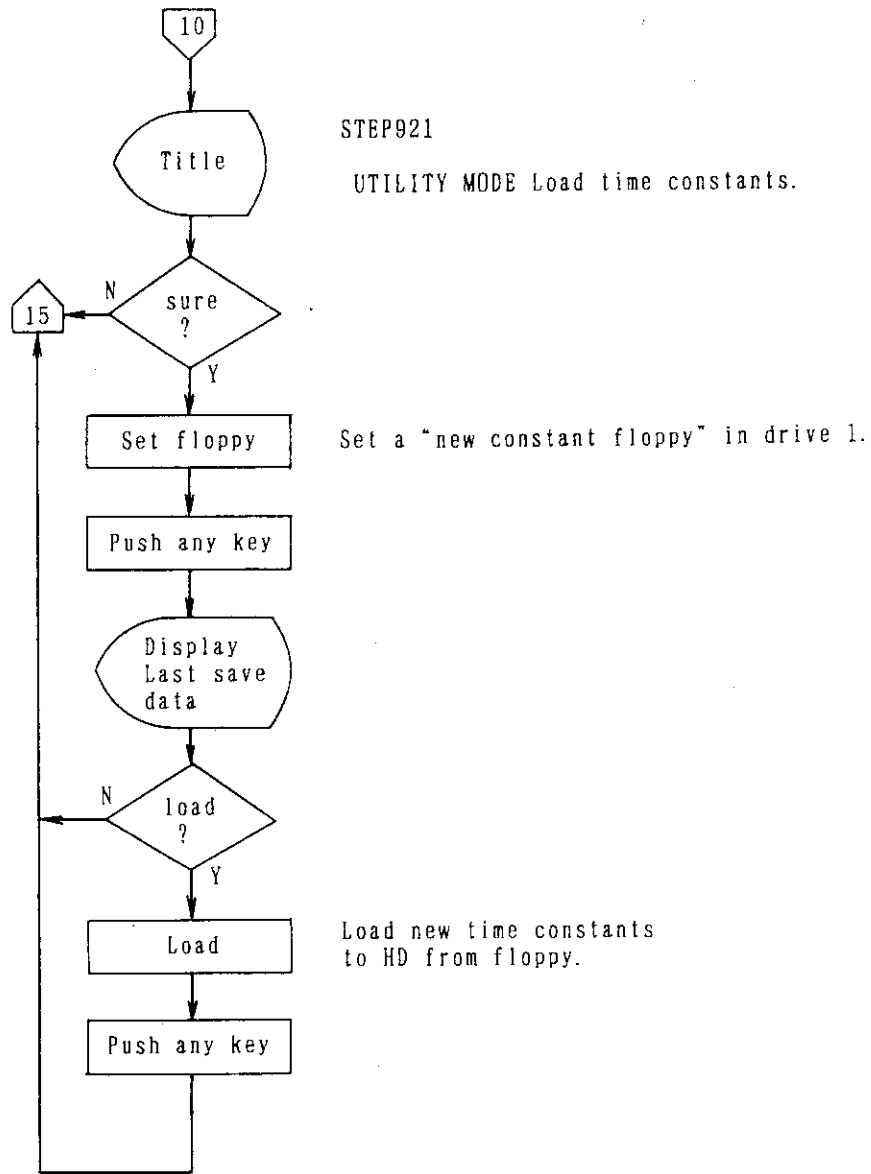 10
Title
STEP921
UTILITY MODE Load time constants.
N
sure
?
15
Y
Set floppy
Set a "new constant floppy" in drive 1.
Push any key
Display
Last save
data
N
load
?
Y
Load
Load new time constants
to HD from floppy.
Push any key